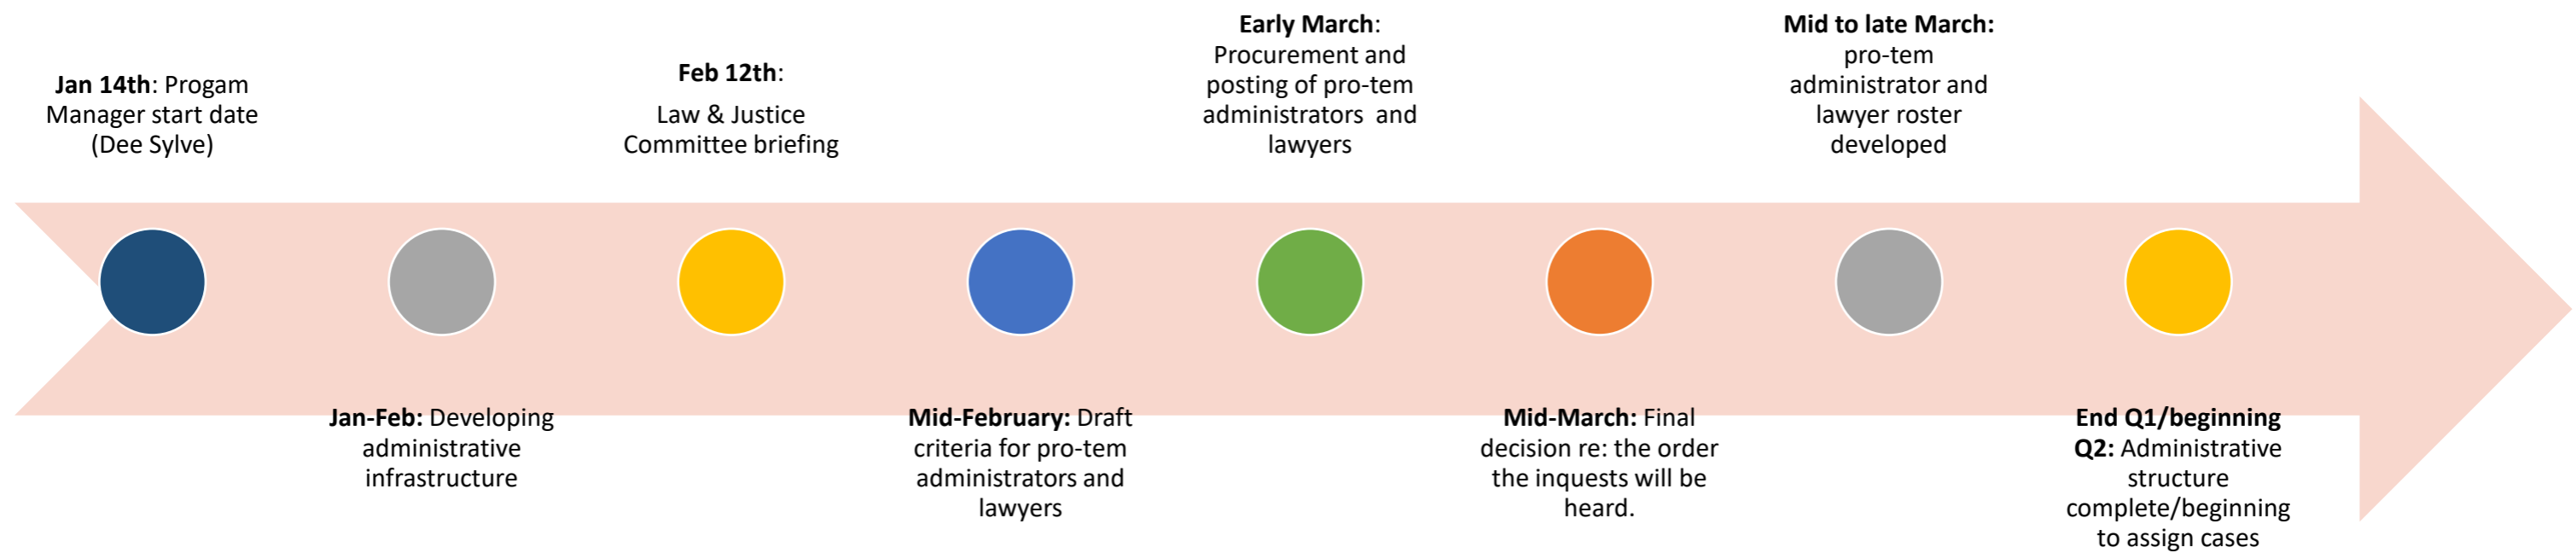 Jan 14th: Progam
Manager start date
(Dee Sylve)
Jan-Feb: Developing
administrative
infrastructure
Feb 12th:
Law & Justice
Committee briefing
Mid-February: Draft
criteria for pro-tem
administrators and
lawyers
Early March:
Procurement and
posting of pro-tem
administrators and
lawyers
Mid-March: Final
decision re: the order
the inquests will be
heard.
Mid to late March:
pro-tem
administrator and
lawyer roster
developed
End Q1/beginning
Q2: Administrative
structure
complete/beginning
to assign cases